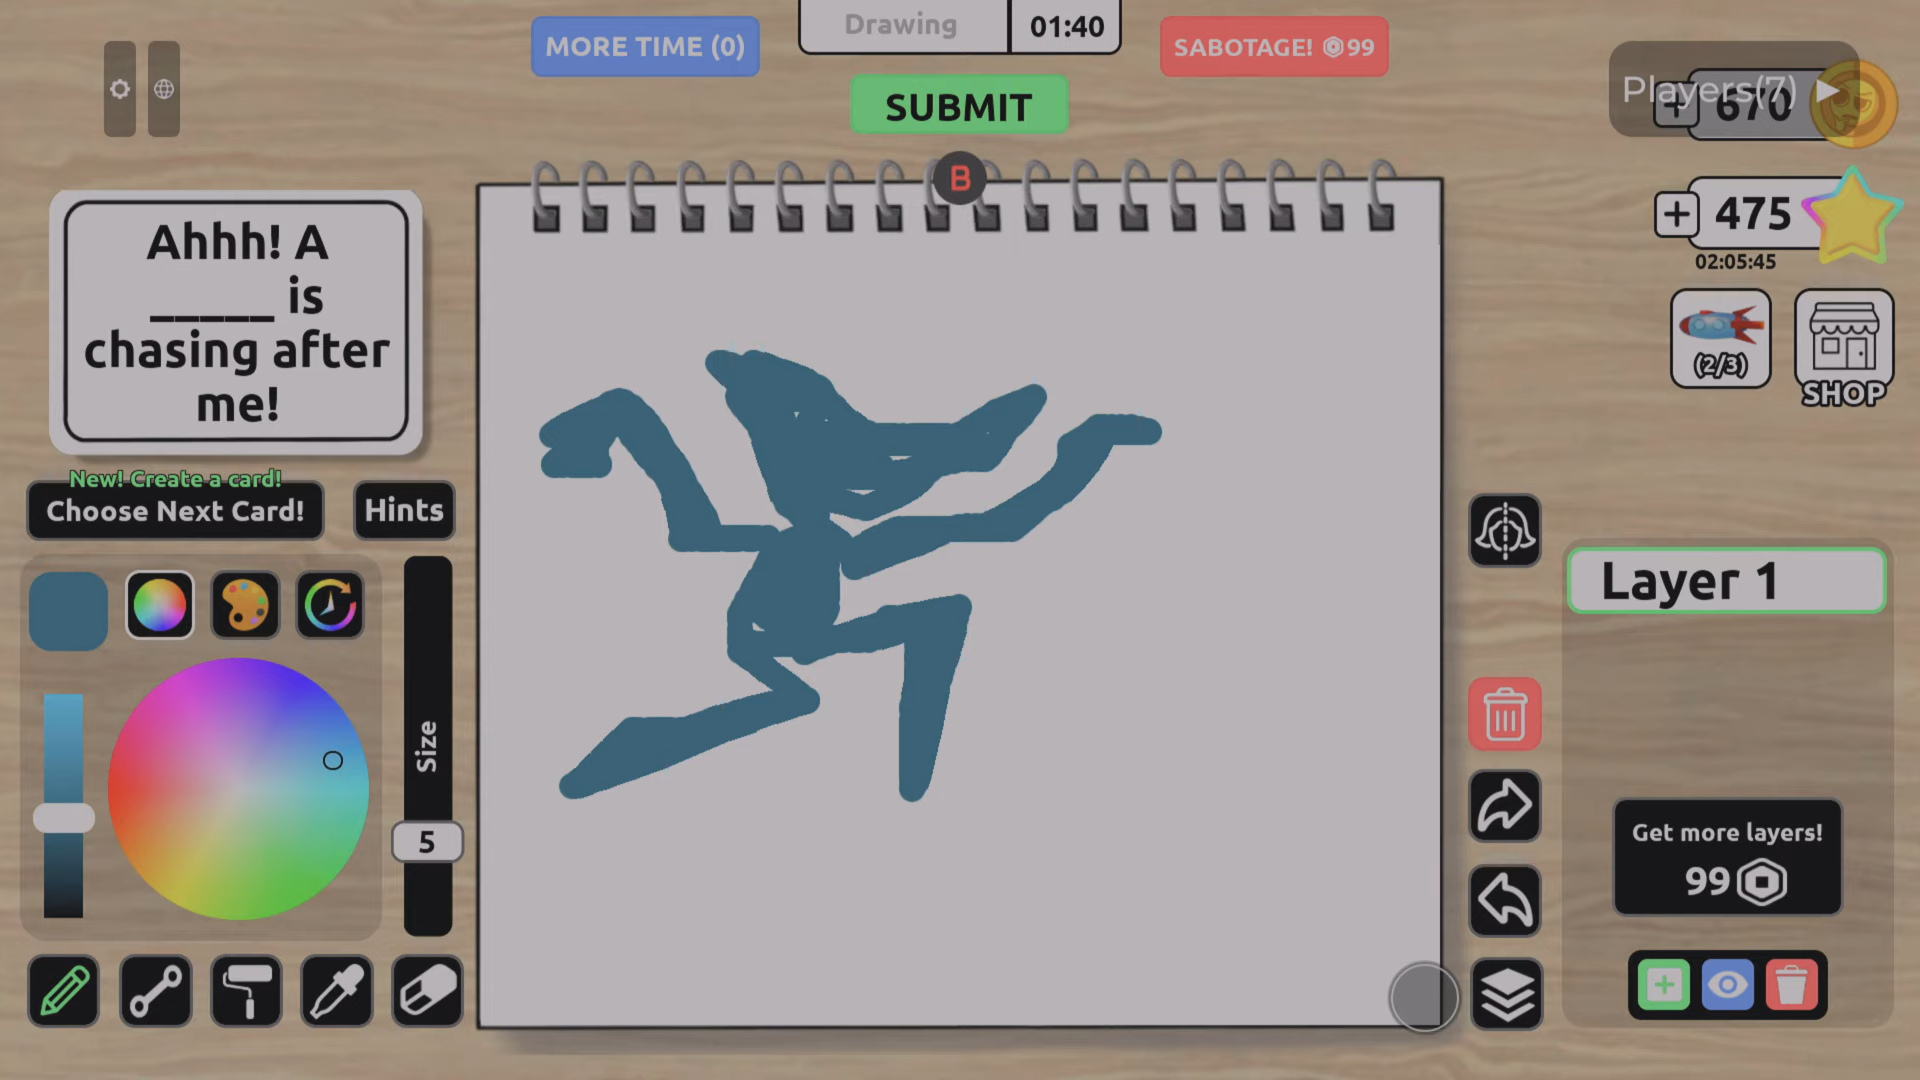 MORE TIME (0)
Drawing
01:40
SABOTAGE! 99
SUBMIT
Players(7)
670
B
Ahhh! A
_____ is
chasing after
me!
475
02:05:45
(2/3)
SHOP
New! Create a card!
Choose Next Card!
Hints
Layer 1
Size
5
Get more layers!
99